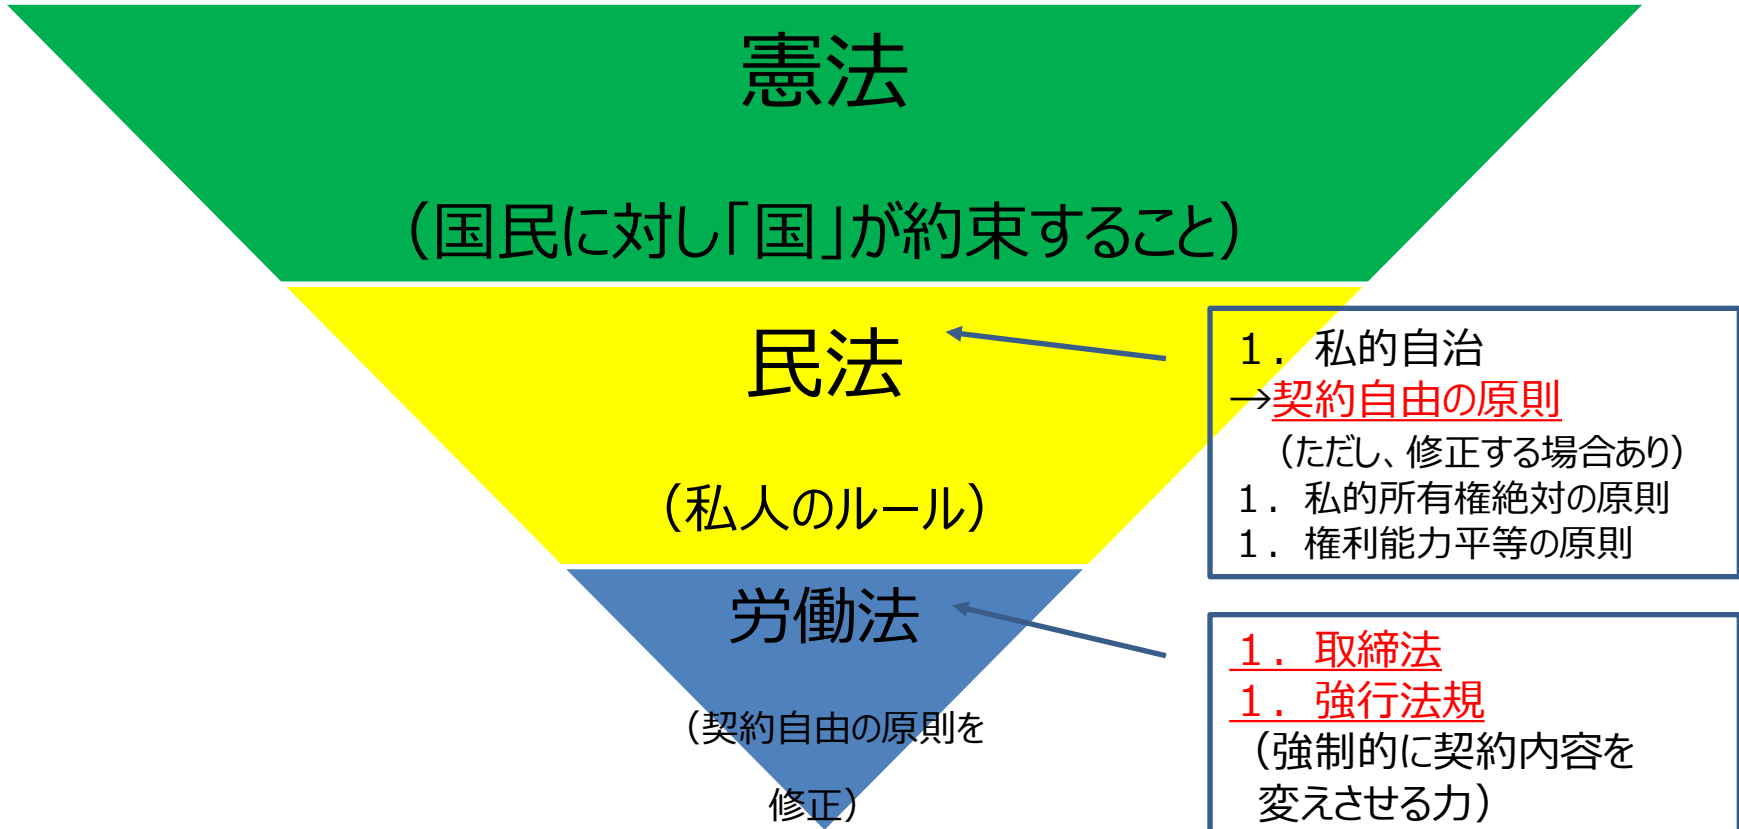 憲法
（国民に対し「国」が約束すること）
民法
（私人のルール）
1．私的自治
→契約自由の原則
（ただし、修正する場合あり）
1．私的所有権絶対の原則
1．権利能力平等の原則
労働法
（契約自由の原則を
修正）
1．取締法
1．強行法規
（強制的に契約内容を
変えさせる力）